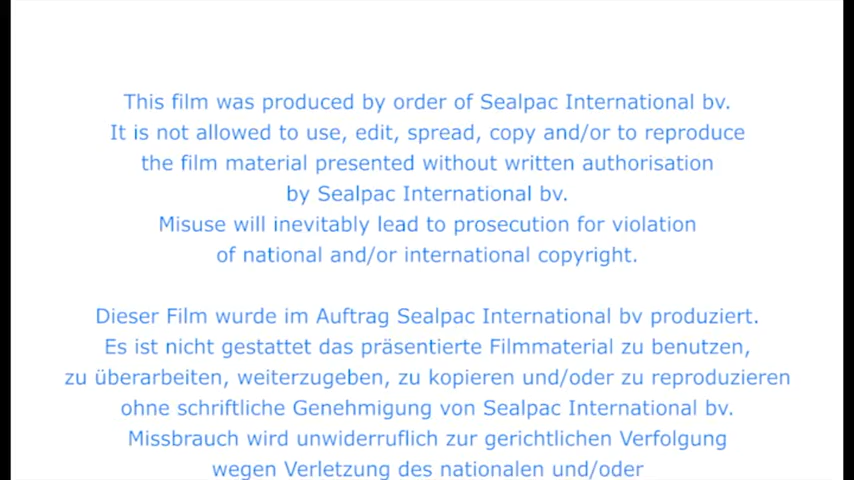 This film was produced by order of Sealpac International bv.
It is not allowed to use, edit, spread, copy and/or to reproduce
the film material presented without written authorisation
by Sealpac International bv.
Misuse will inevitably lead to prosecution for violation
of national and/or international copyright.
Dieser Film wurde im Auftrag Sealpac International bv produziert.
Es ist nicht gestattet das präsentierte Filmmaterial zu benutzen,
zu überarbeiten, weiterzugeben, zu kopieren und/oder zu reproduzieren
ohne schriftliche Genehmigung von Sealpac International bv.
Missbrauch wird unwiderruflich zur gerichtlichen Verfolgung
wegen Verletzung des nationalen und/oder